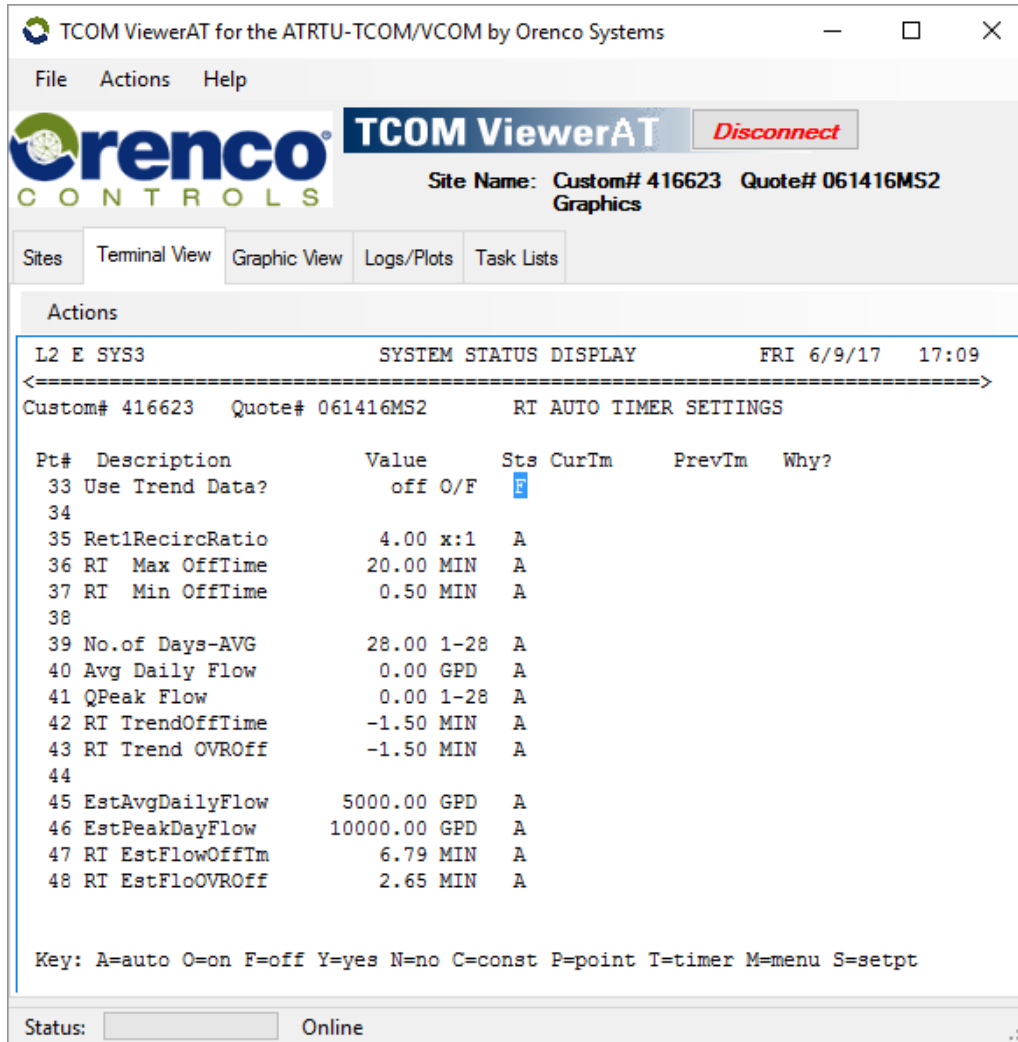 TCOM ViewerAT for the ATRTU-TCOM/VCOM by Orenco Systems
File Actions Help
Orenco®
CONTROLS
TCOM ViewerAT
Disconnect
Site Name: Custom# 416623 Quote# 061416MS2
Graphics
Sites Terminal View Graphic View Logs/Plots Task Lists
Actions
L2 E SYS3 SYSTEM STATUS DISPLAY FRI 6/9/17 17:09
<============================================================================>
Custom# 416623 Quote# 061416MS2 RT AUTO TIMER SETTINGS
Pt# Description Value Sts CurTm PrevTm Why?
33 Use Trend Data? off O/F F
34
35 Ret1RecircRatio 4.00 x:1 A
36 RT Max OffTime 20.00 MIN A
37 RT Min OffTime 0.50 MIN A
38
39 No.of Days-AVG 28.00 1-28 A
40 Avg Daily Flow 0.00 GPD A
41 QPeak Flow 0.00 1-28 A
42 RT TrendOffTime -1.50 MIN A
43 RT Trend OVROff -1.50 MIN A
44
45 EstAvgDailyFlow 5000.00 GPD A
46 EstPeakDayFlow 10000.00 GPD A
47 RT EstFlowOffTm 6.79 MIN A
48 RT EstFloOVROff 2.65 MIN A
Key: A=auto O=on F=off Y=yes N=no C=const P=point T=timer M=menu S=setpt
Status: Online